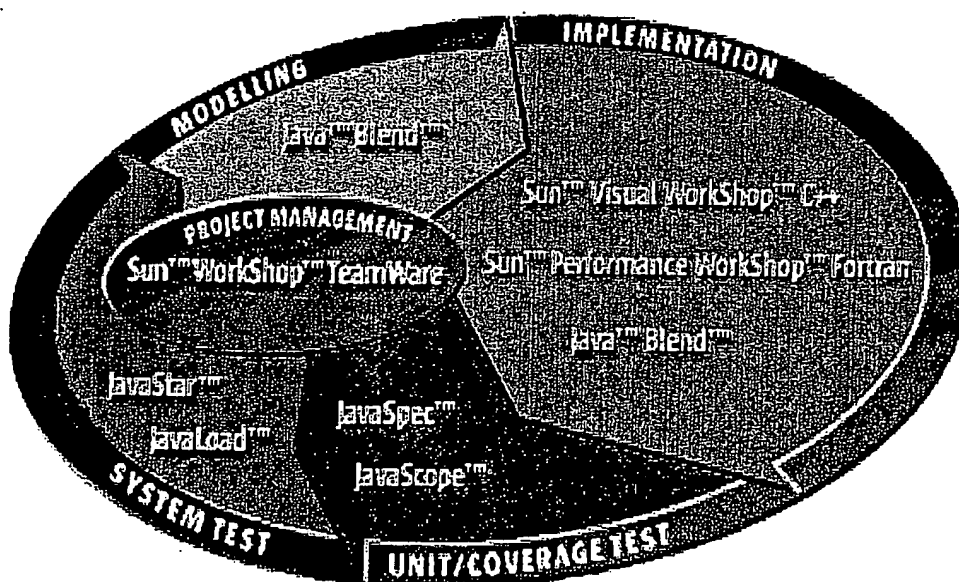 IMPLEMENTATION
MODELLING
Java™ Blend™
Sun™ Visual WorkShop™ C++
PROJECT MANAGEMENT
Sun™ WorkShop™ TeamWare
Sun™ Performance WorkShop™ Fortran
Java™ Blend™
JavaStar™
JavaSpec™
JavaLoad™
JavaScope™
SYSTEM TEST
UNIT/COVERAGE TEST